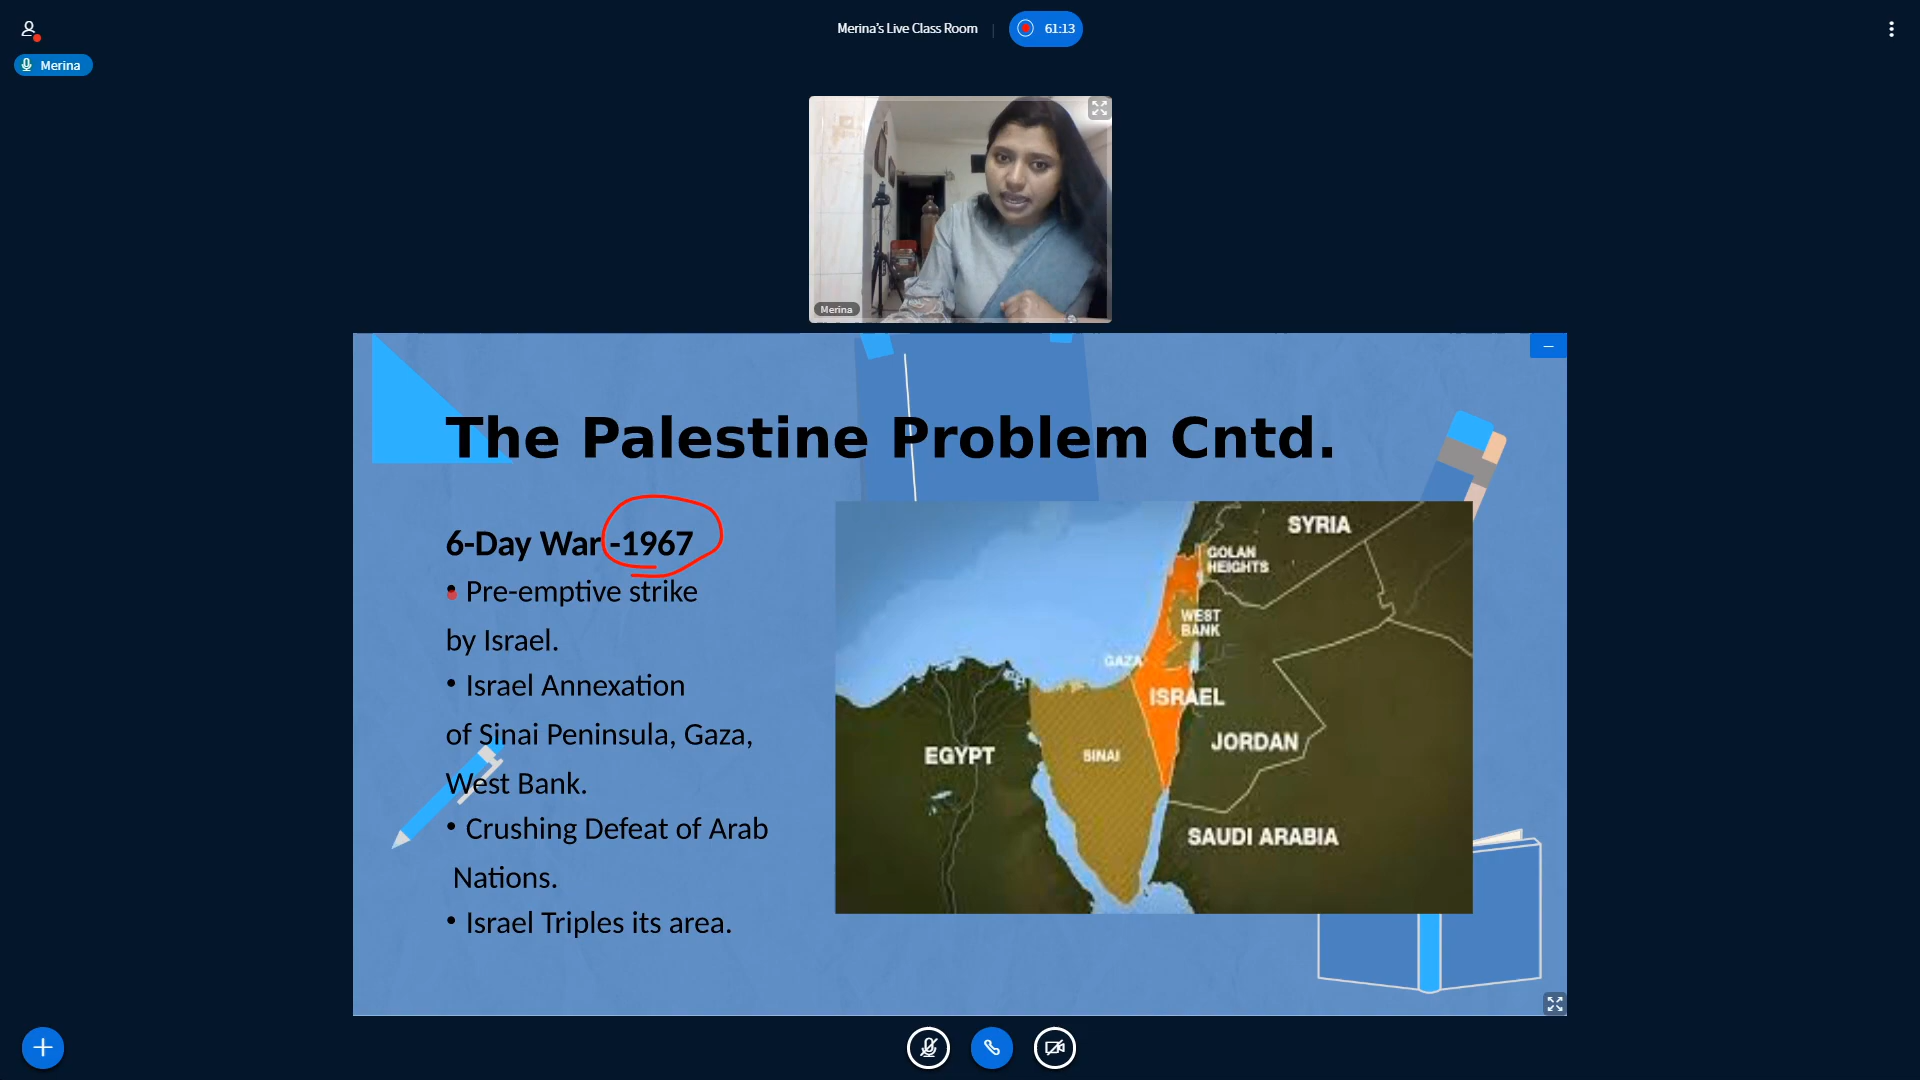 Merina's Live Class Room
61:13
Merina
Merina
The Palestine Problem Cntd.
6-Day War -1967
• Pre-emptive strike
by Israel.
• Israel Annexation
of Sinai Peninsula, Gaza,
West Bank.
• Crushing Defeat of Arab
Nations.
• Israel Triples its area.
SYRIA
GOLAN
HEIGHTS
WEST
BANK
GAZA
ISRAEL
JORDAN
EGYPT
SINAI
SAUDI ARABIA